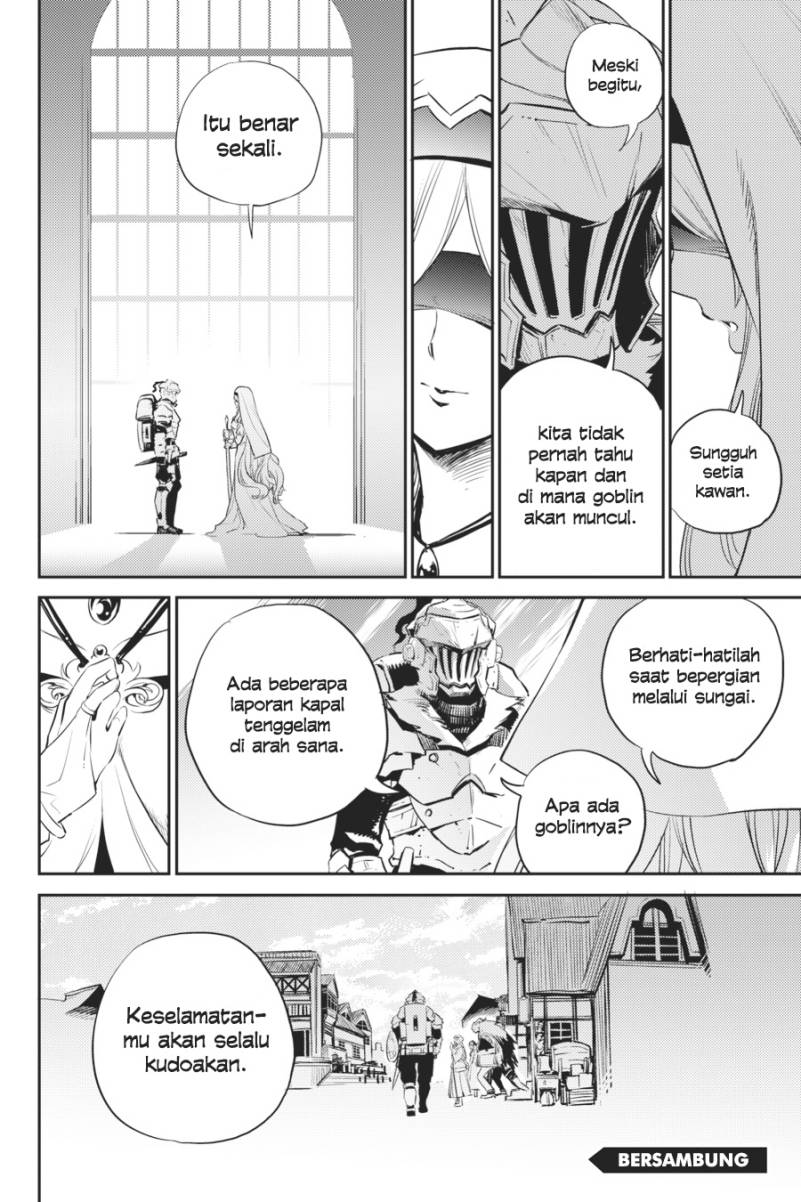 Sungguh
setia
kawan.
Meski
begitu,
kita tidak
pernah tahu
kapan dan
di mana goblin
akan muncul.
Itu benar
sekali.
Berhati-hatilah
saat bepergian
melalui sungai.
Apa ada
goblinnya?
Ada beberapa
laporan kapal
tenggelam
di arah sana.
Keselamatan-
mu akan selalu
kudoakan.
BERSAMBUNG